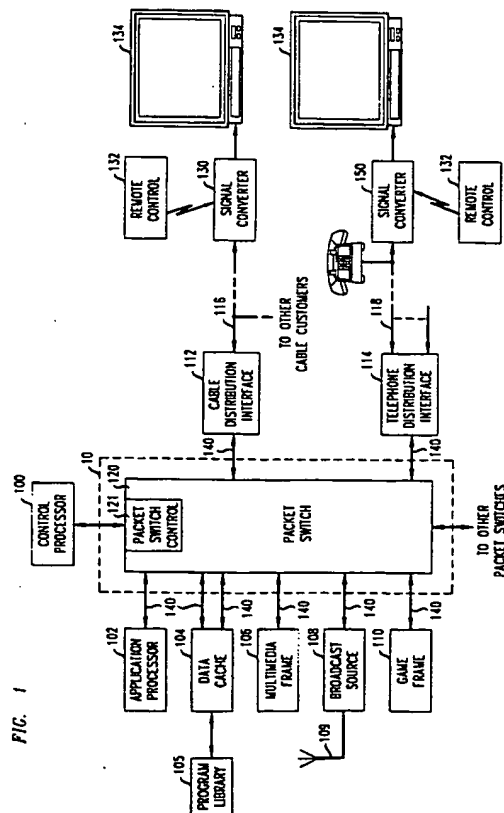 FIG. 1
CONTROL
PROCESSOR
100
10
120
121
PACKET
SWITCH
CONTROL
PACKET SWITCH
APPLICATION
PROCESSOR
102
140
DATA
CACHE
104
140
140
PROGRAM
LIBRARY
105
MULTIMEDIA
FRAME
106
140
BROADCAST
SOURCE
108
140
109
GAME
FRAME
110
140
TO OTHER
PACKET SWITCHES
140
CABLE
DISTRIBUTION
INTERFACE
112
116
TO OTHER
CABLE CUSTOMERS
140
TELEPHONE
DISTRIBUTION
INTERFACE
114
118
REMOTE
CONTROL
132
SIGNAL
CONVERTER
130
134
SIGNAL
CONVERTER
150
REMOTE
CONTROL
132
134